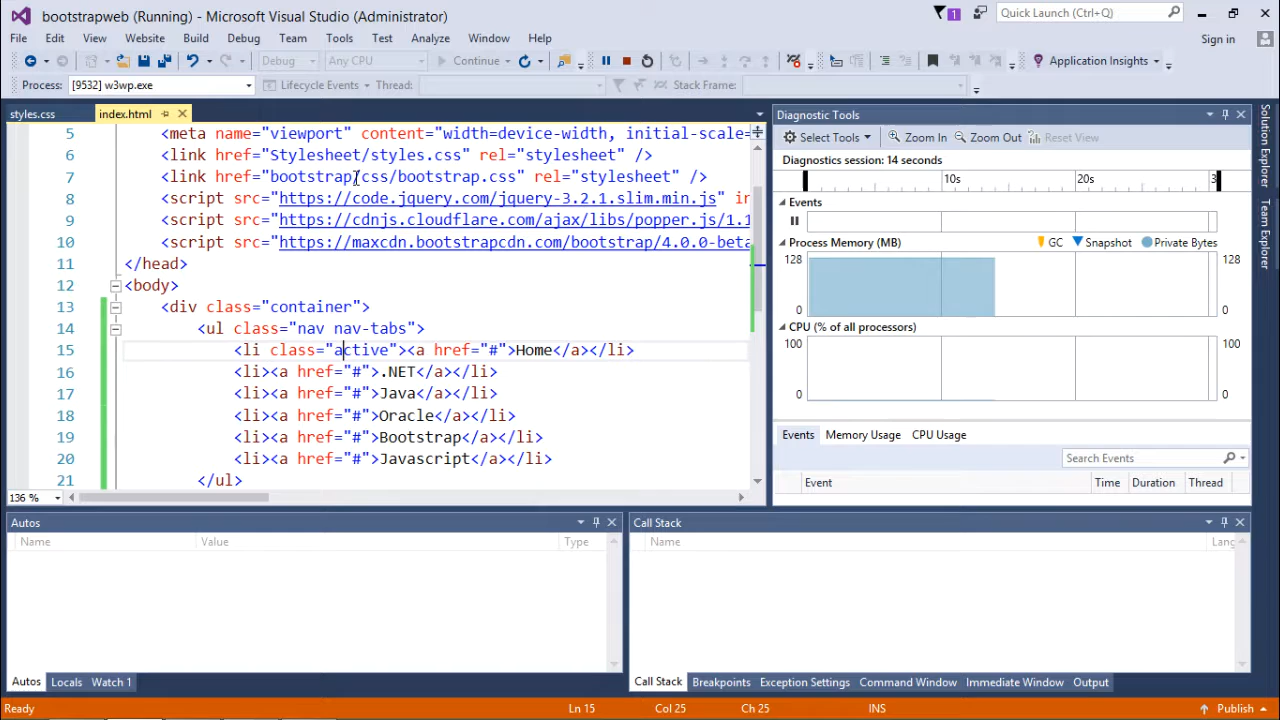 bootstrapweb (Running) - Microsoft Visual Studio (Administrator)
1
Quick Launch (Ctrl+Q)
File Edit View Website Build Debug Team Tools Test Analyze Window Help
Sign in
Debug Any CPU Continue Application Insights
Process: [9532] w3wp.exe Lifecycle Events Thread: Stack Frame:
styles.css index.html
5 <meta name="viewport" content="width=device-width, initial-scale=
6 <link href="Stylesheet/styles.css" rel="stylesheet" />
7 <link href="bootstrap/css/bootstrap.css" rel="stylesheet" />
8 <script src="https://code.jquery.com/jquery-3.2.1.slim.min.js" in
9 <script src="https://cdnjs.cloudflare.com/ajax/libs/popper.js/1.1
10 <script src="https://maxcdn.bootstrapcdn.com/bootstrap/4.0.0-beta
11 </head>
12 <body>
13 <div class="container">
14 <ul class="nav nav-tabs">
15 <li class="active"><a href="#">Home</a></li>
16 <li><a href="#">.NET</a></li>
17 <li><a href="#">Java</a></li>
18 <li><a href="#">Oracle</a></li>
19 <li><a href="#">Bootstrap</a></li>
20 <li><a href="#">Javascript</a></li>
21 </ul>
136 %
Diagnostic Tools
Select Tools Zoom In Zoom Out Reset View
Diagnostics session: 14 seconds
10s 20s 3
Events
Process Memory (MB) GC Snapshot Private Bytes
128 128
0 0
CPU (% of all processors)
100 100
0 0
Events Memory Usage CPU Usage
Search Events
Event Time Duration Thread
Solution Explorer
Team Explorer
Autos
Name Value Type
Autos Locals Watch 1
Call Stack
Name Lang
Call Stack Breakpoints Exception Settings Command Window Immediate Window Output
Ready Ln 15 Col 25 Ch 25 INS Publish